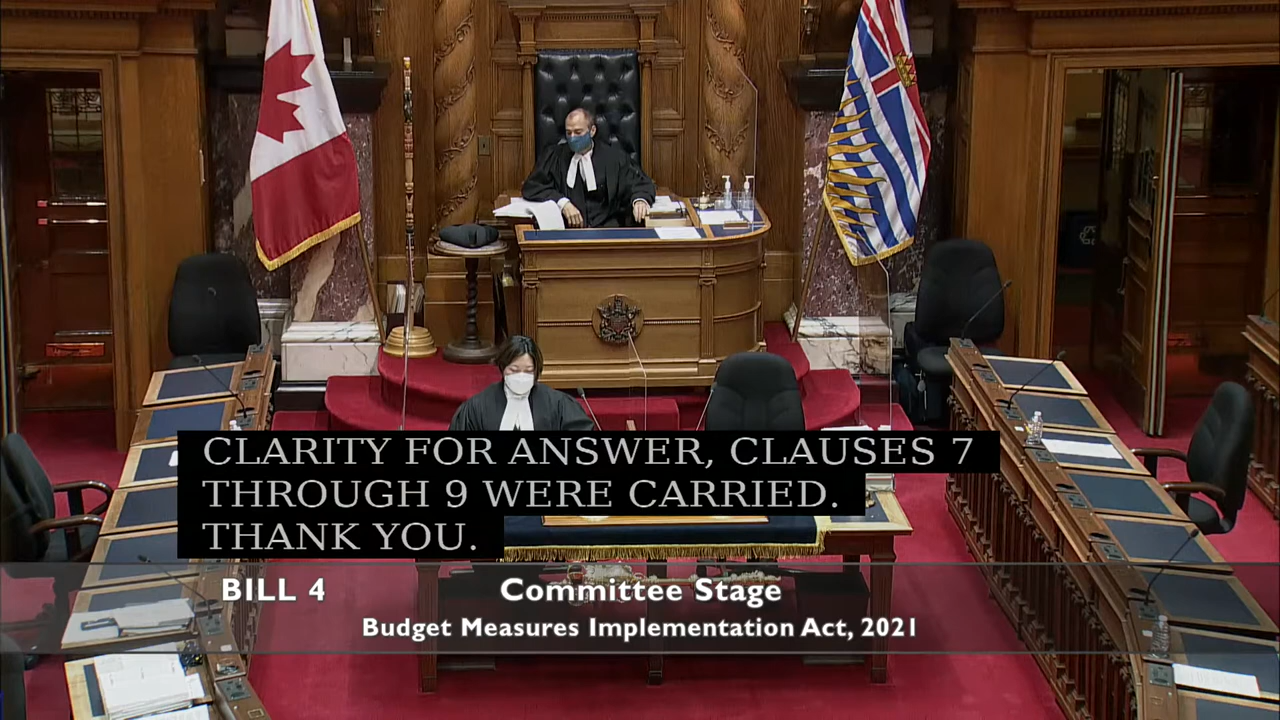 CLARITY FOR ANSWER, CLAUSES 7
THROUGH 9 WERE CARRIED.
THANK YOU.
BILL 4
Committee Stage
Budget Measures Implementation Act, 2021